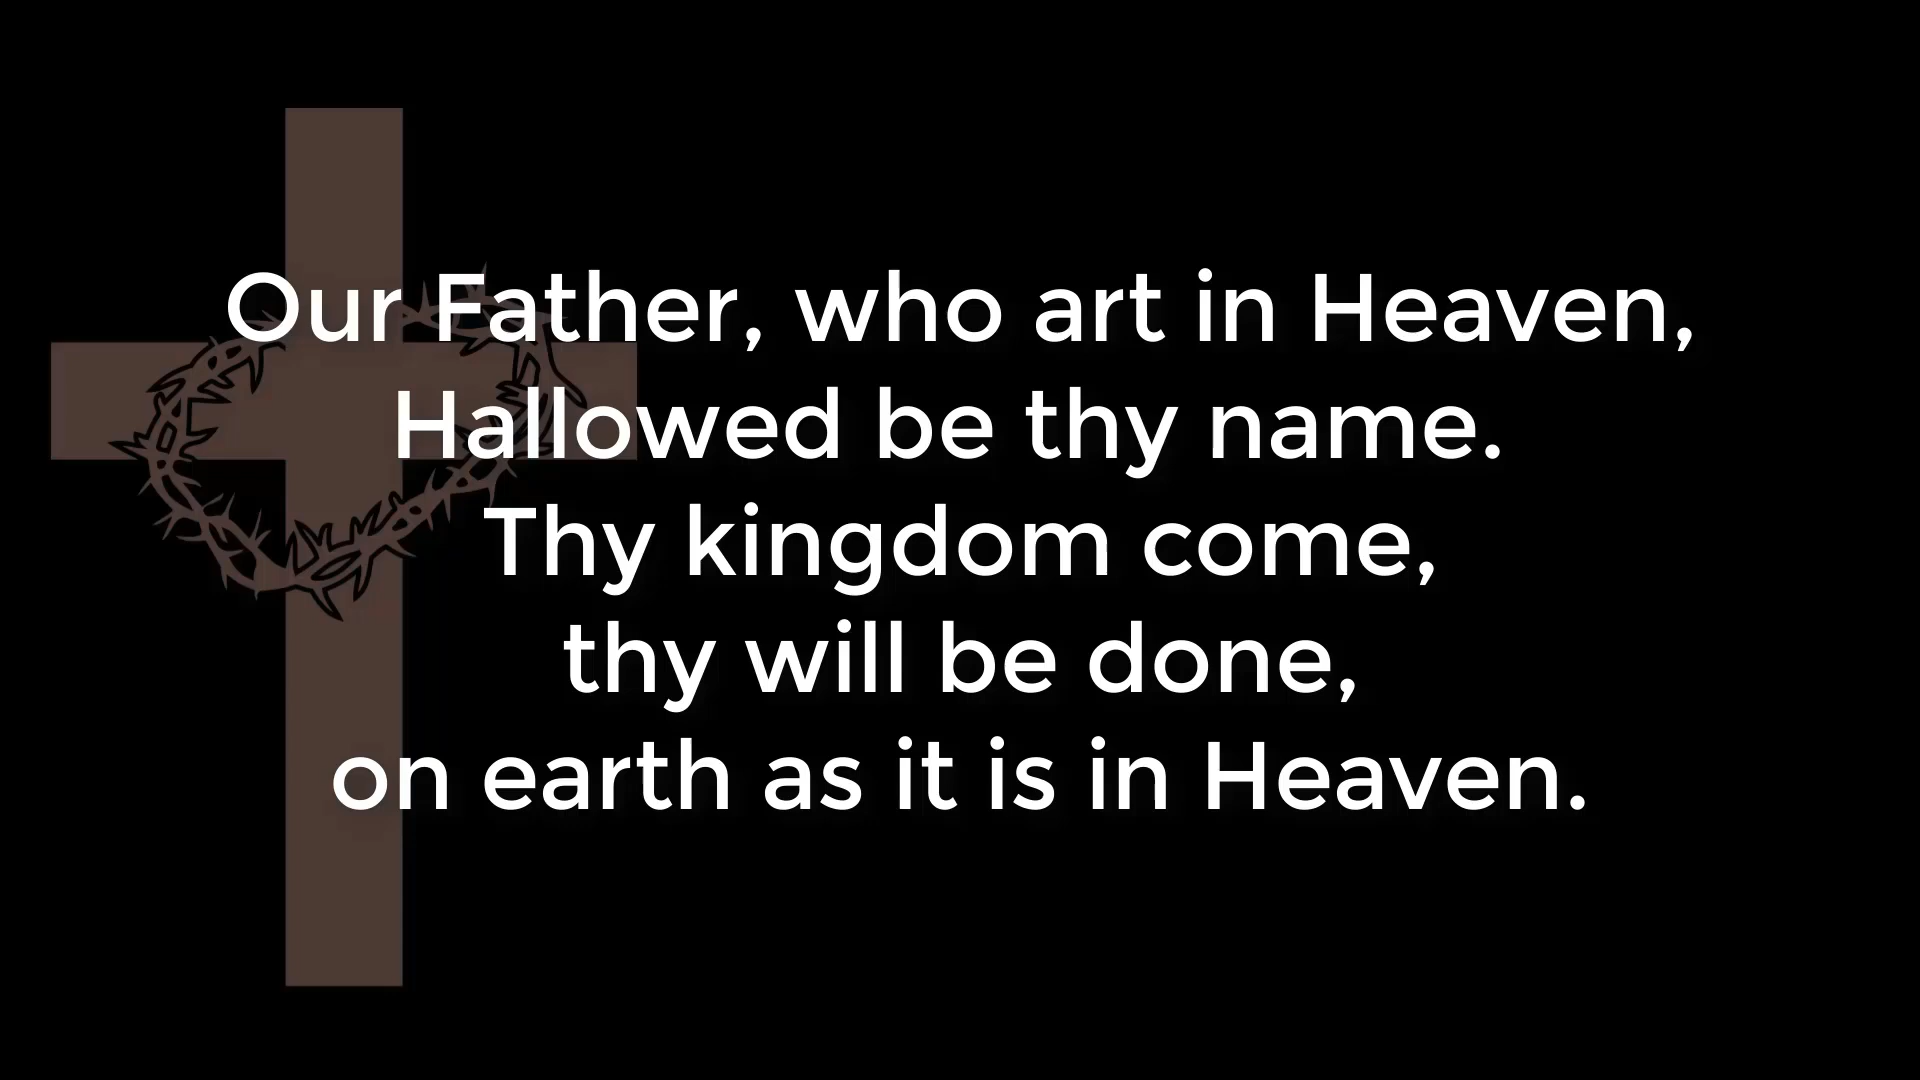 Our Father, who art in Heaven,
Hallowed be thy name.
Thy kingdom come,
thy will be done,
on earth as it is in Heaven.